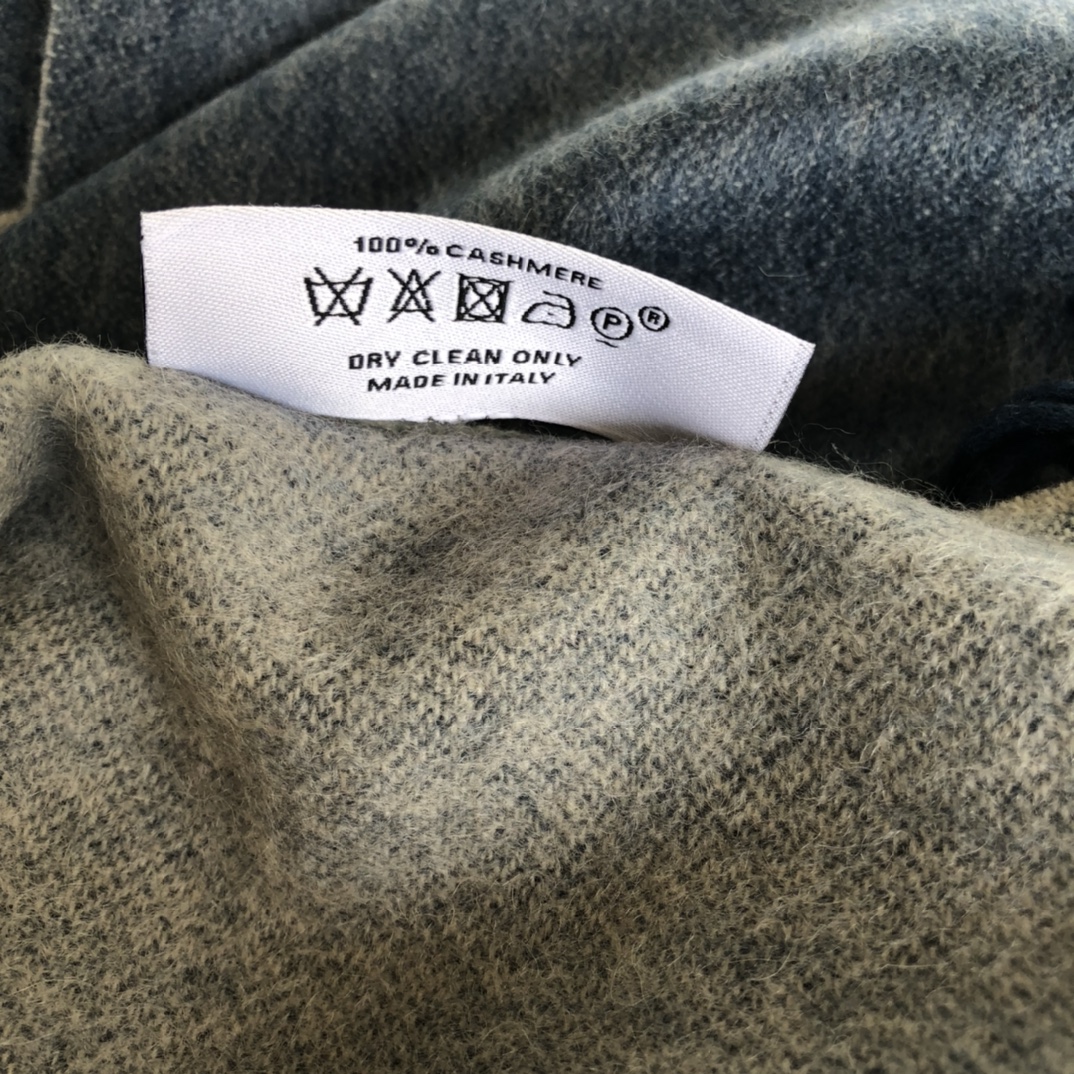 100% CASHMERE
P ®
DRY CLEAN ONLY
MADE IN ITALY